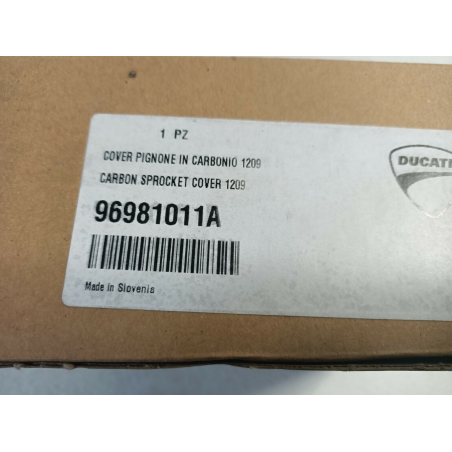 1 PZ
COVER PIGNONE IN CARBONIO 1209
CARBON SPROCKET COVER 1209
96981011A
Made in Slovenia
DUCATI